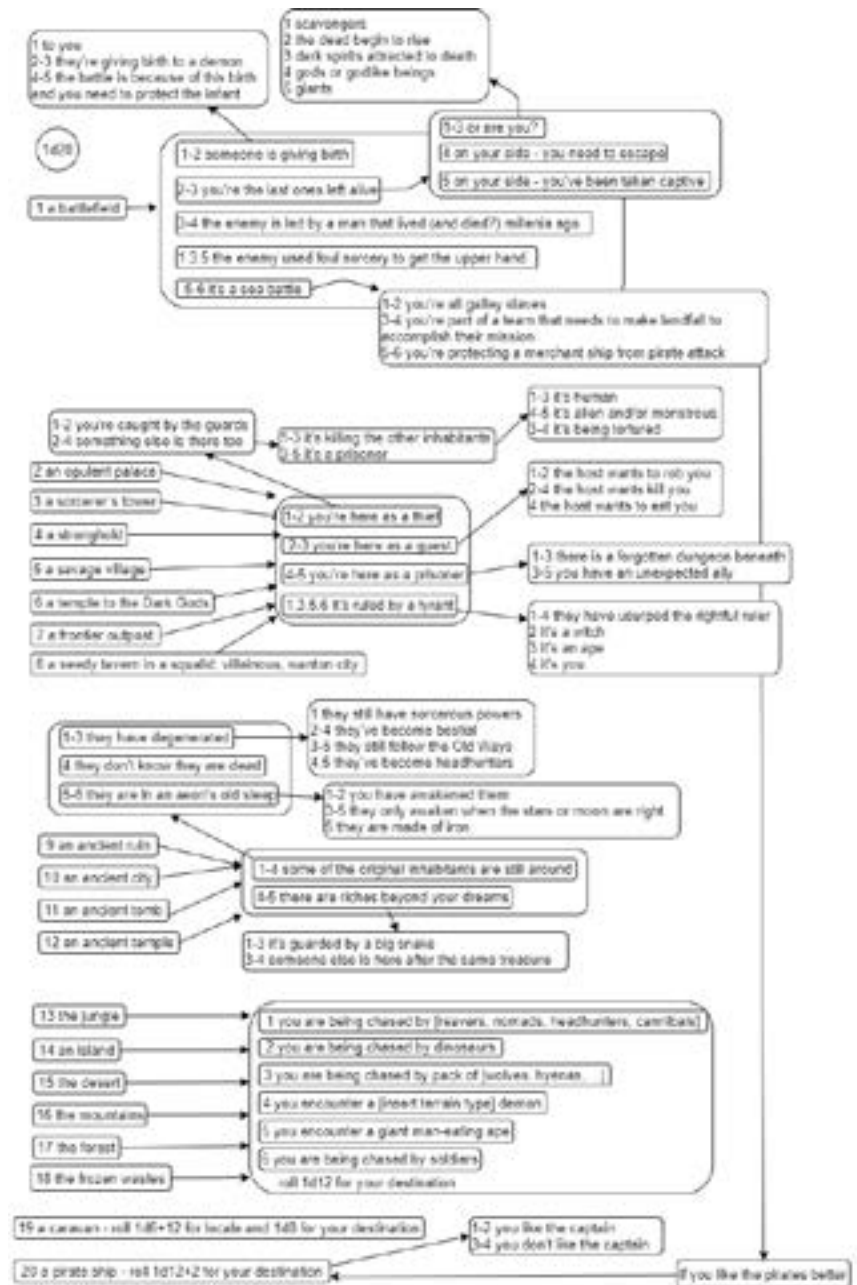 1 to you
2-3 they're giving birth to a demon
4-5 the battle is because of this birth
and you need to protect the infant
1 scavengers
2 the dead begin to rise
3 dark spirits attracted to death
4 gods or godlike beings
5 giants
1d20
1 a battlefield
1-2 someone is giving birth
2-3 you're the last ones left alive
3-4 the enemy is led by a man that lived (and died?) millenia ago
1,3,5 the enemy used foul sorcery to get the upper hand
5-6 it's a sea battle
1-3 or are you?
4 on your side - you need to escape
5 on your side - you've been taken captive
1-2 you're all galley slaves
3-4 you're part of a team that needs to make landfall to
accomplish their mission
5-6 you're protecting a merchant ship from pirate attack
1-2 you're caught by the guards
2-4 something else is there too
1-3 it's killing the other inhabitants
2-5 it's a prisoner
1-3 it's human
4-5 it's alien and/or monstrous
3-4 it's being tortured
2 an opulent palace
3 a sorcerer's tower
4 a stronghold
5 a savage village
6 a temple to the Dark Gods
7 a frontier outpost
8 a seedy tavern in a squalid, villainous, wanton city
1-2 you're here as a thief
2-3 you're here as a guest
4-5 you're here as a prisoner
1,3,5,6 it's ruled by a tyrant
1-2 the host wants to rob you
2-4 the host wants kill you
4 the host wants to eat you
1-3 there is a forgotten dungeon beneath
3-5 you have an unexpected ally
1-4 they have usurped the rightful ruler
2 it's a witch
3 it's an ape
4 it's you
1-3 they have degenerated
4 they don't know they are dead
5-6 they are in an aeon's old sleep
1 they still have sorcerous powers
2-4 they've become bestial
3-5 they still follow the Old Ways
4-6 they've become headhunters
1-2 you have awakened them
3-5 they only awaken when the stars or moon are right
6 they are made of iron
9 an ancient ruin
10 an ancient city
11 an ancient tomb
12 an ancient temple
1-4 some of the original inhabitants are still around
4-6 there are riches beyond your dreams
1-3 it's guarded by a big snake
3-4 someone else is here after the same treasure
13 the jungle
14 an island
15 the desert
16 the mountains
17 the forest
18 the frozen wastes
1 you are being chased by [reavers, nomads, headhunters, cannibals]
2 you are being chased by dinosaurs
3 you are being chased by pack of [wolves, hyenas, ...]
4 you encounter a [insert terrain type] demon
5 you encounter a giant man-eating ape
6 you are being chased by soldiers
roll 1d12 for your destination
19 a caravan - roll 1d6+12 for locale and 1d8 for your destination
20 a pirate ship - roll 1d12+2 for your destination
1-2 you like the captain
3-4 you don't like the captain
if you like the pirates better